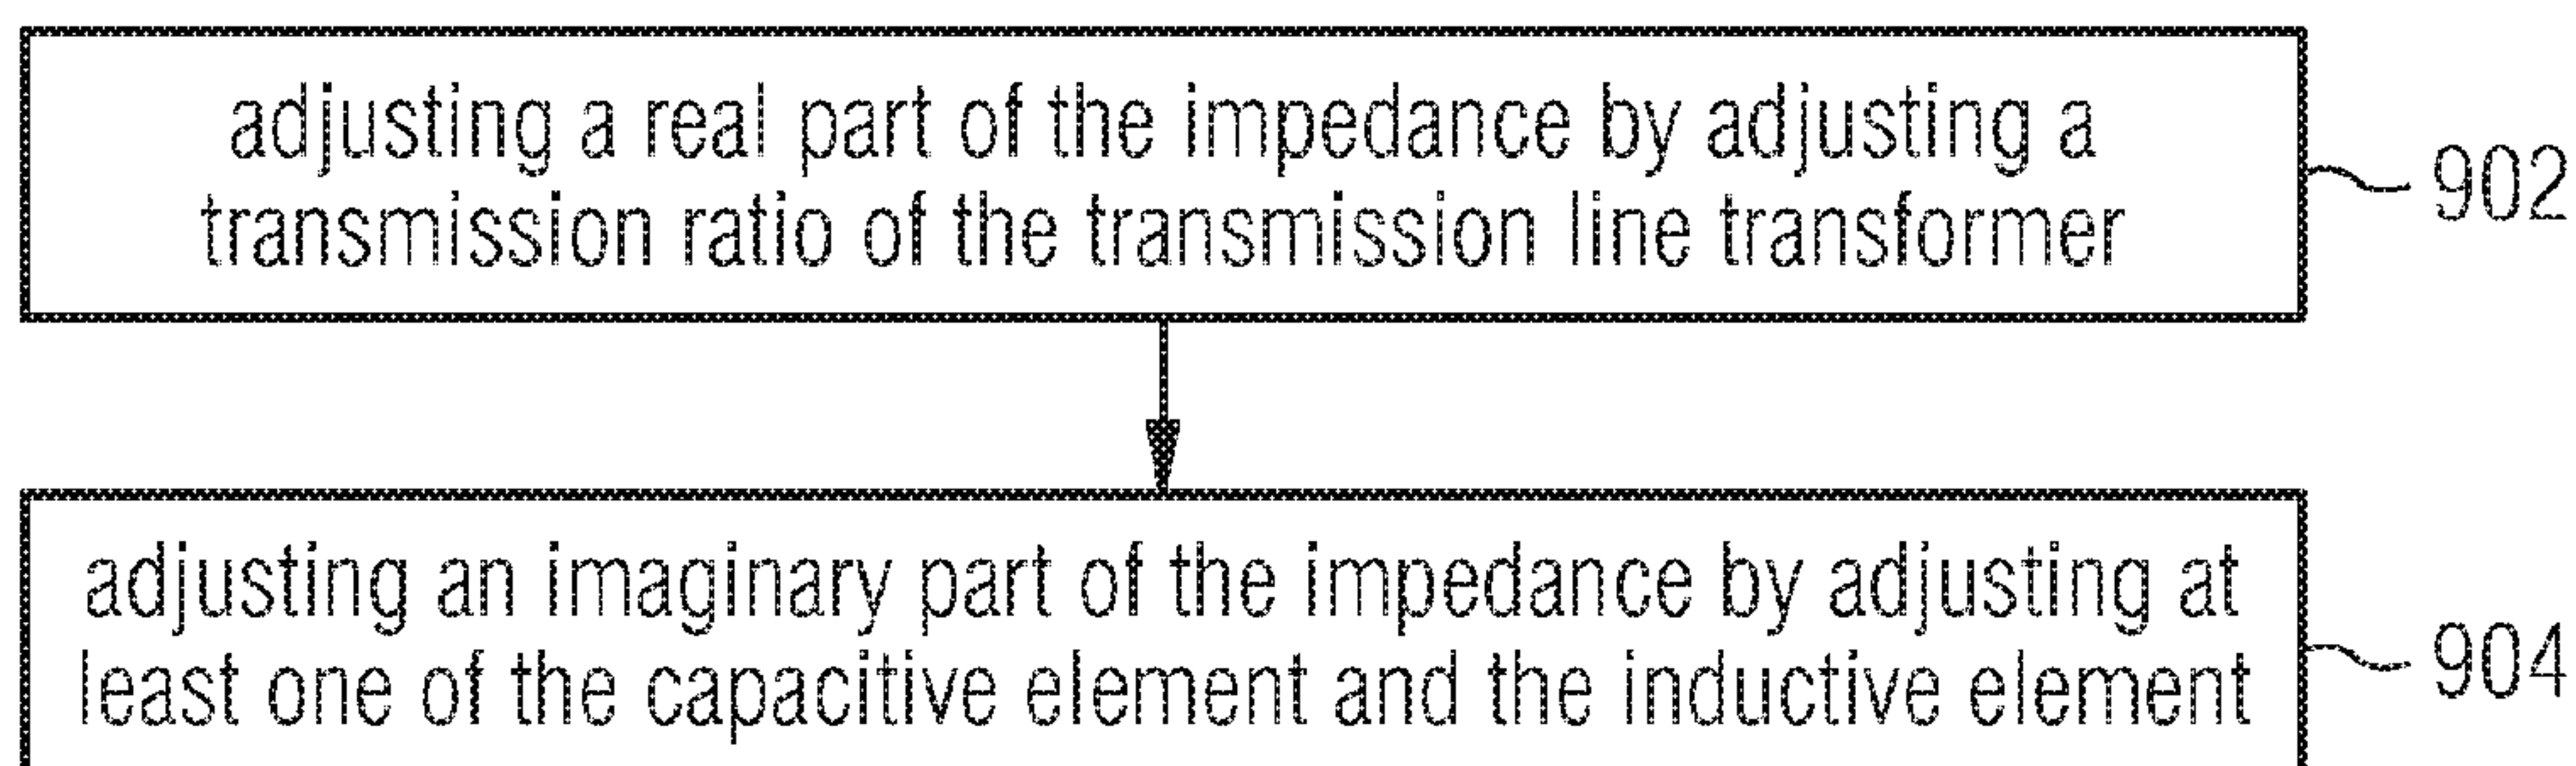 adjusting a real part of the impedance by adjusting a
transmission ratio of the transmission line transformer
902
adjusting an imaginary part of the impedance by adjusting at
least one of the capacitive element and the inductive element
904